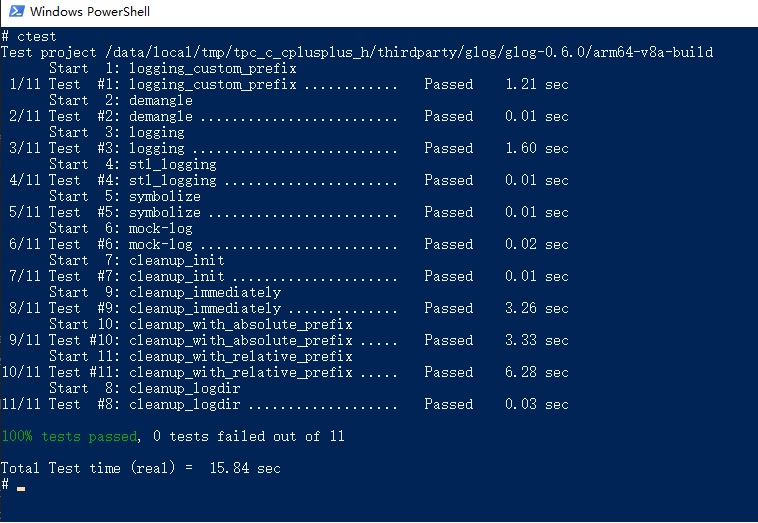 Windows PowerShell
# ctest
Test project /data/local/tmp/tpc_c_cplusplus_h/thirdparty/glog/glog-0.6.0/arm64-v8a-build
      Start  1: logging_custom_prefix
 1/11 Test  #1: logging_custom_prefix ............   Passed    1.21 sec
      Start  2: demangle
 2/11 Test  #2: demangle .........................   Passed    0.01 sec
      Start  3: logging
 3/11 Test  #3: logging ..........................   Passed    1.60 sec
      Start  4: stl_logging
 4/11 Test  #4: stl_logging ......................   Passed    0.01 sec
      Start  5: symbolize
 5/11 Test  #5: symbolize ........................   Passed    0.01 sec
      Start  6: mock-log
 6/11 Test  #6: mock-log .........................   Passed    0.02 sec
      Start  7: cleanup_init
 7/11 Test  #7: cleanup_init .....................   Passed    0.01 sec
      Start  9: cleanup_immediately
 8/11 Test  #9: cleanup_immediately ..............   Passed    3.26 sec
      Start 10: cleanup_with_absolute_prefix
 9/11 Test #10: cleanup_with_absolute_prefix .....   Passed    3.33 sec
      Start 11: cleanup_with_relative_prefix
10/11 Test #11: cleanup_with_relative_prefix .....   Passed    6.28 sec
      Start  8: cleanup_logdir
11/11 Test  #8: cleanup_logdir ...................   Passed    0.03 sec
100% tests passed, 0 tests failed out of 11
Total Test time (real) =  15.84 sec
#